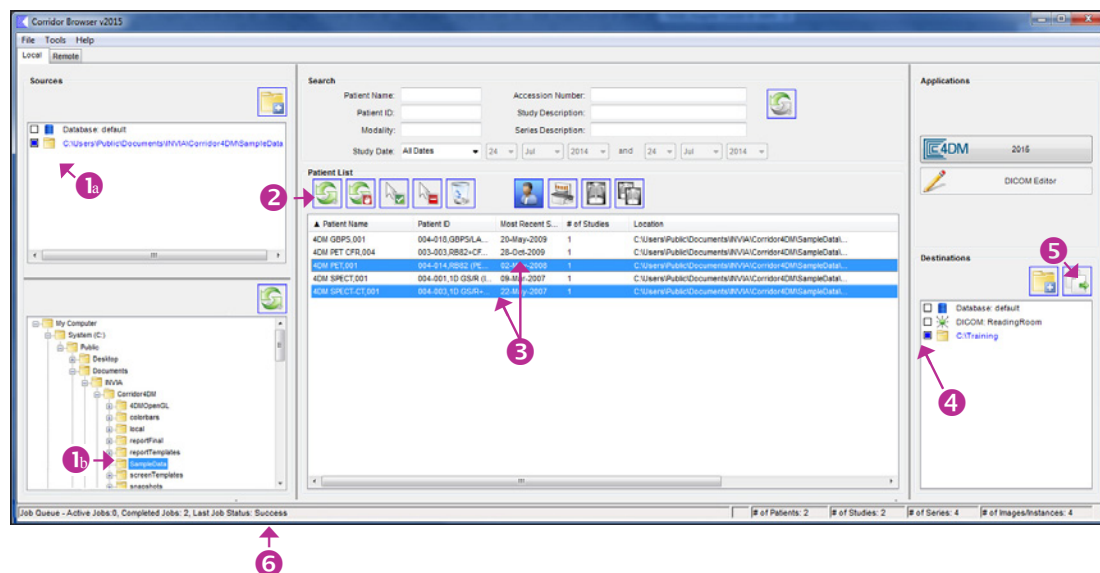 Corridor Browser v2015
File Tools Help
Local Remote
Sources
Database: default
C:\Users\Public\Documents\INVIA\Corridor4DM\SampleData
1a
My Computer
System (C:)
Public
Desktop
Documents
INVIA
Corridor4DM
4DMOpenGL
colorbars
local
reportFinal
reportTemplates
SampleData
screenTemplates
snapshots
1b
Search
Patient Name: Accession Number:
Patient ID: Study Description:
Modality: Series Description:
Study Date: All Dates 24 Jul 2014 and 24 Jul 2014
Patient List
2
▲ Patient Name Patient ID Most Recent S... # of Studies Location
4DM GBPS,001 004-018,GBPS/LA... 20-May-2009 1 C:\Users\Public\Documents\INVIA\Corridor4DM\SampleData\...
4DM PET CFR,004 003-003,RB82+CF... 28-Oct-2009 1 C:\Users\Public\Documents\INVIA\Corridor4DM\SampleData\...
4DM PET,001 004-014,RB82 (PE... 1 C:\Users\Public\Documents\INVIA\Corridor4DM\SampleData\...
4DM SPECT,001 004-001,1D GS/R (I... 09-Mar-2007 1 C:\Users\Public\Documents\INVIA\Corridor4DM\SampleData\...
4DM SPECT-CT,001 004-003,1D GS/R+... 22-May-2007 1 C:\Users\Public\Documents\INVIA\Corridor4DM\SampleData\...
3
Applications
4DM 2015
DICOM Editor
Destinations
5
Database: default
DICOM: ReadingRoom
C:\Training
4
Job Queue - Active Jobs:0, Completed Jobs: 2, Last Job Status: Success
# of Patients: 2 # of Studies: 2 # of Series: 4 # of Images/Instances: 4
6